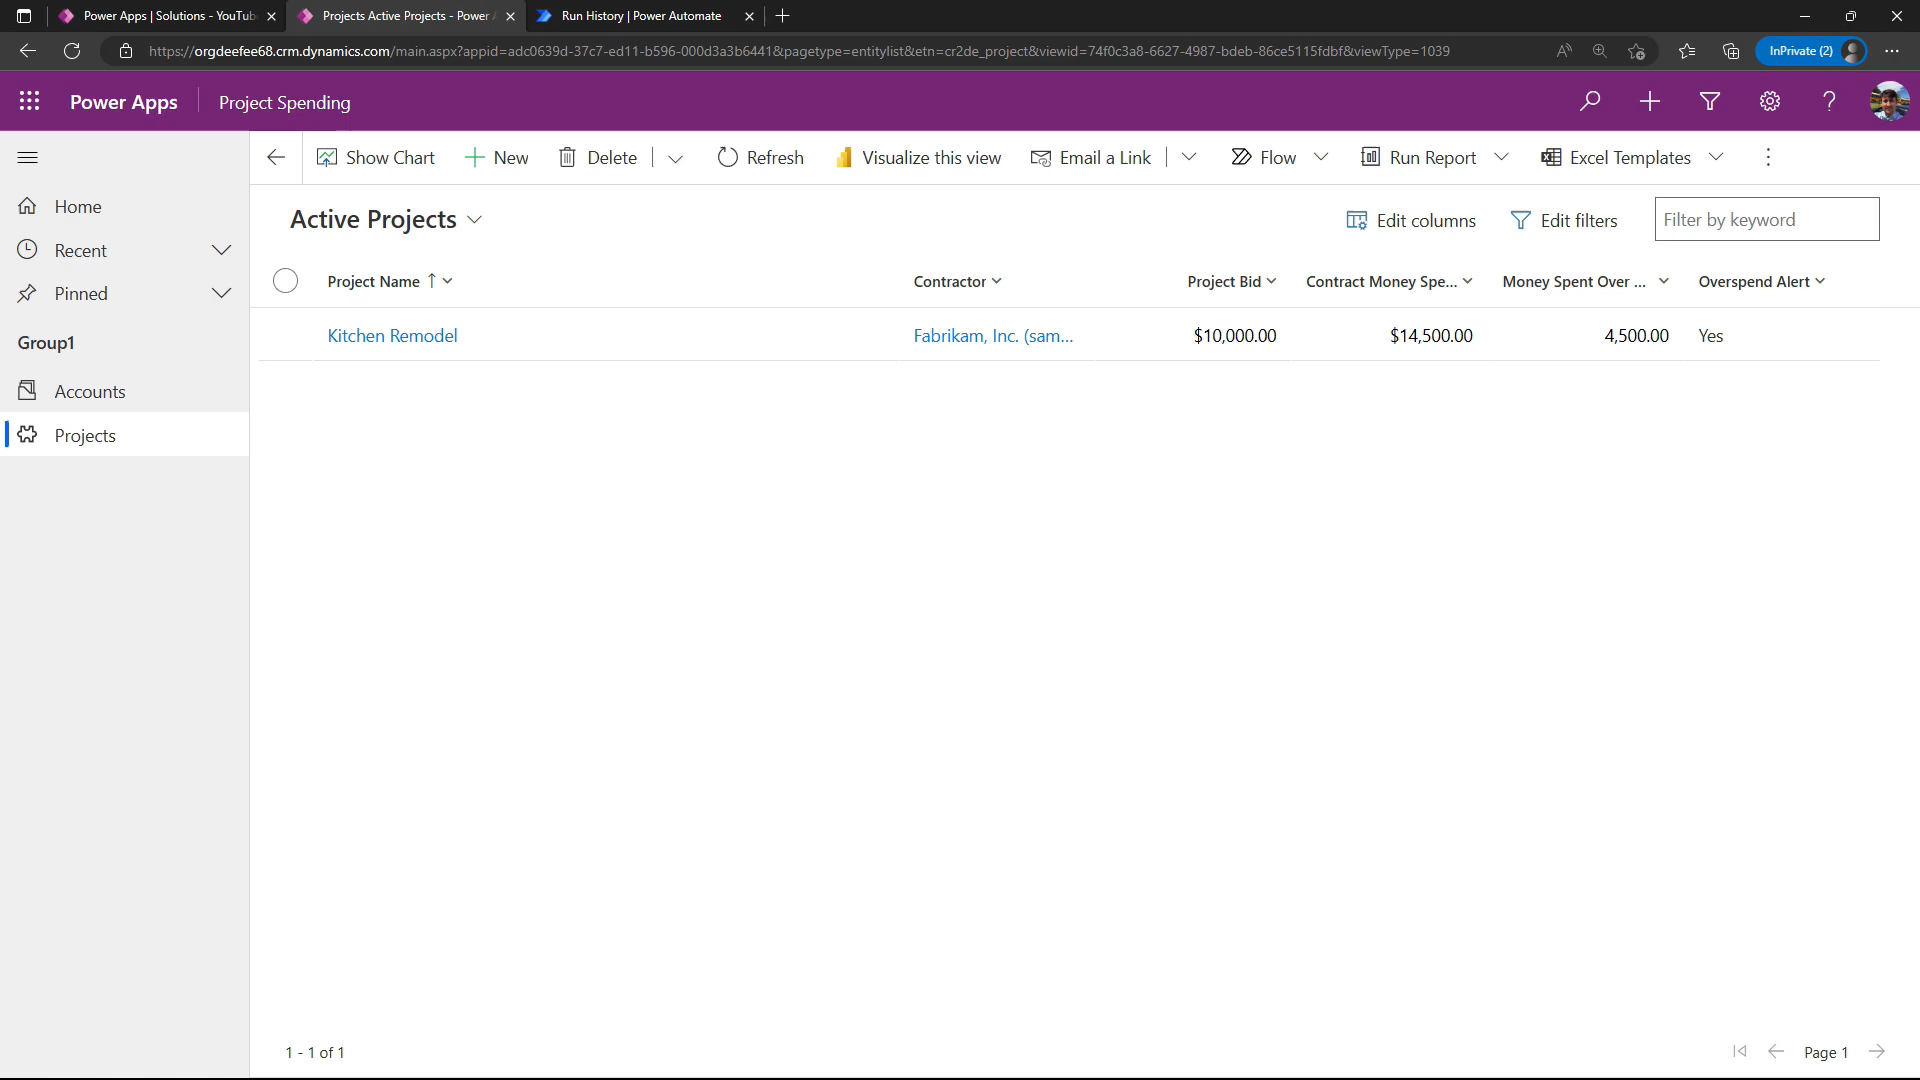 Power Apps | Solutions - YouTub
Projects Active Projects - Power A
Run History | Power Automate
https://orgdeefee68.crm.dynamics.com/main.aspx?appid=adc0639d-37c7-ed11-b596-000d3a3b6441&pagetype=entitylist&etn=cr2de_project&viewid=74f0c3a8-6627-4987-bdeb-86ce5115fdbf&viewType=1039
InPrivate (2)
Power Apps
Project Spending
Show Chart
New
Delete
Refresh
Visualize this view
Email a Link
Flow
Run Report
Excel Templates
Home
Recent
Pinned
Group1
Accounts
Projects
Active Projects
Edit columns
Edit filters
Filter by keyword
Project Name
Contractor
Project Bid
Contract Money Spe...
Money Spent Over ...
Overspend Alert
Kitchen Remodel
Fabrikam, Inc. (sam...
$10,000.00
$14,500.00
4,500.00
Yes
1 - 1 of 1
Page 1